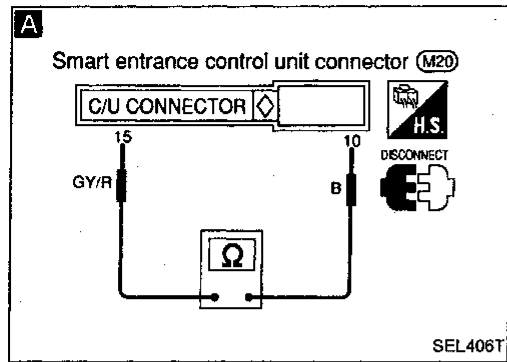 A
Smart entrance control unit connector (M20)
C/U CONNECTOR
H.S.
15
10
DISCONNECT
GY/R
B
Ω
SEL406T